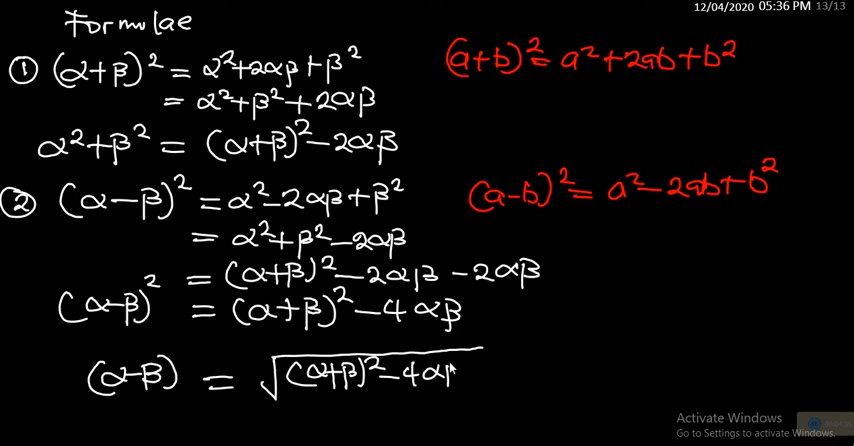 12/04/2020 05:36 PM 13/13
Formulae
① (α+β)² = α²+2αβ+β²
(a+b)² = a²+2ab+b²
= α²+β²+2αβ
α²+β² = (α+β)²-2αβ
② (α-β)² = α²-2αβ+β²
(a-b)² = a²-2ab+b²
= α²+β²-2αβ
= (α+β)²-2αβ-2αβ
(α-β)² = (α+β)²-4αβ
(α-β) = √(α+β)²-4αβ
Activate Windows
Go to Settings to activate Windows.